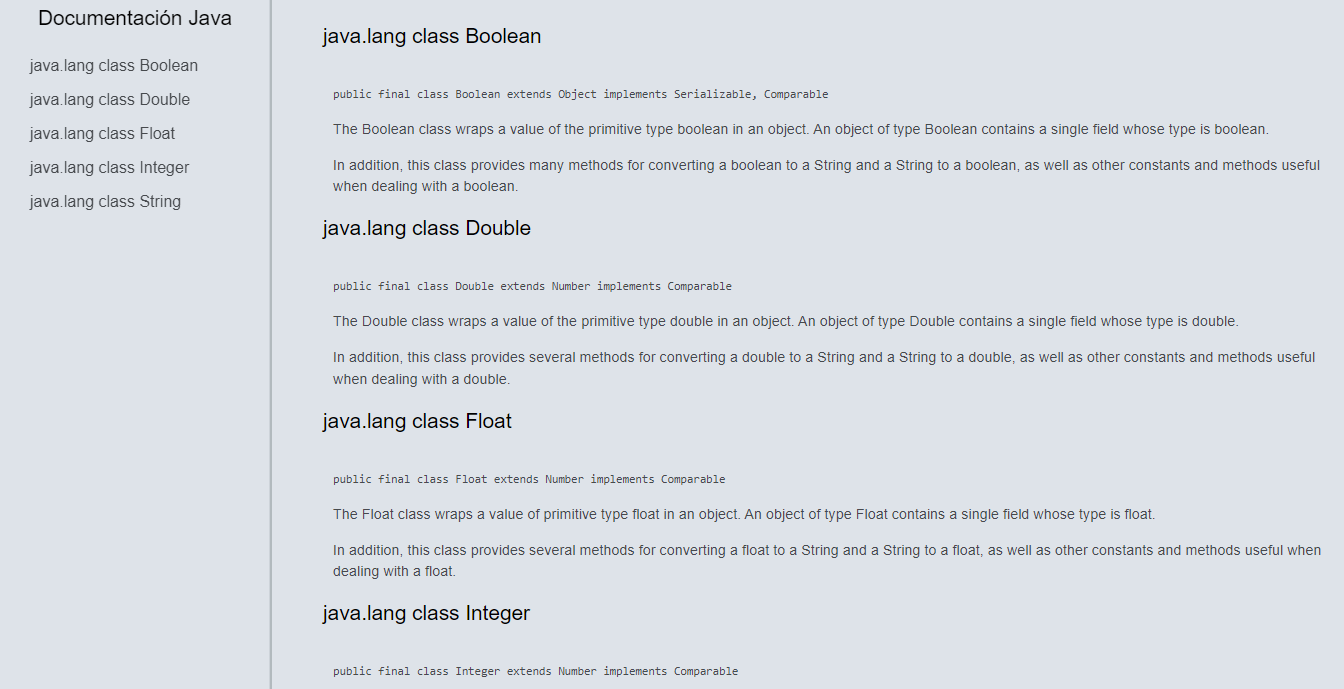 Documentación Java
java.lang class Boolean
java.lang class Double
java.lang class Float
java.lang class Integer
java.lang class String
java.lang class Boolean
public final class Boolean extends Object implements Serializable, Comparable
The Boolean class wraps a value of the primitive type boolean in an object. An object of type Boolean contains a single field whose type is boolean.
In addition, this class provides many methods for converting a boolean to a String and a String to a boolean, as well as other constants and methods useful
when dealing with a boolean.
java.lang class Double
public final class Double extends Number implements Comparable
The Double class wraps a value of the primitive type double in an object. An object of type Double contains a single field whose type is double.
In addition, this class provides several methods for converting a double to a String and a String to a double, as well as other constants and methods useful
when dealing with a double.
java.lang class Float
public final class Float extends Number implements Comparable
The Float class wraps a value of primitive type float in an object. An object of type Float contains a single field whose type is float.
In addition, this class provides several methods for converting a float to a String and a String to a float, as well as other constants and methods useful when
dealing with a float.
java.lang class Integer
public final class Integer extends Number implements Comparable